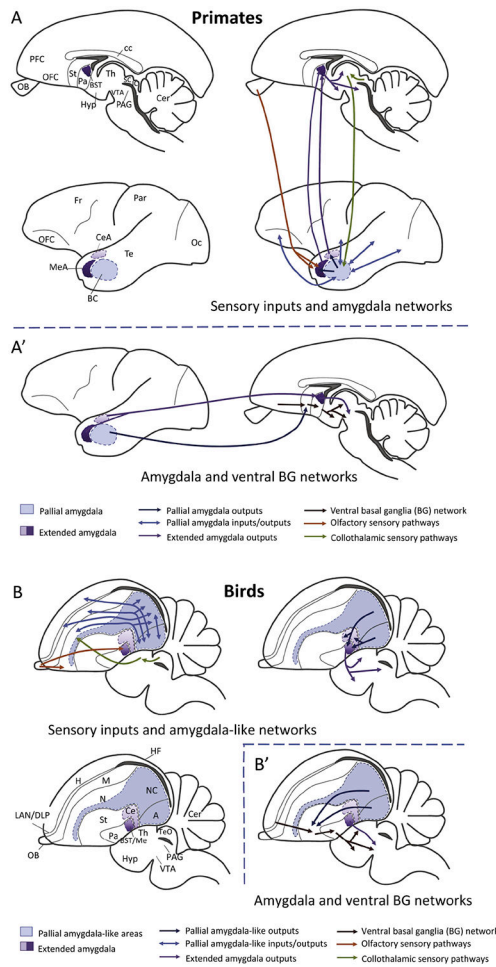 A
Primates
cc
PFC
OFC
St
Th
Pa
BST
OB
VTA
Hyp
PAG
Cer
Fr
Par
OFC
CeA
Te
Oc
MeA
BC
Sensory inputs and amygdala networks
A'
Amygdala and ventral BG networks
Pallial amygdala
Extended amygdala
Pallial amygdala outputs
Pallial amygdala inputs/outputs
Extended amygdala outputs
Ventral basal ganglia (BG) network
Olfactory sensory pathways
Collothalamic sensory pathways
B
Birds
Sensory inputs and amygdala-like networks
HF
H
M
NC
N
LAN/DLP
St
Ce
A
Cer
Pa
BST/Me
Th
TeO
OB
Hyp
PAG
VTA
B'
Amygdala and ventral BG networks
Pallial amygdala-like areas
Extended amygdala
Pallial amygdala-like outputs
Pallial amygdala-like inputs/outputs
Extended amygdala outputs
Ventral basal ganglia (BG) network
Olfactory sensory pathways
Collothalamic sensory pathways